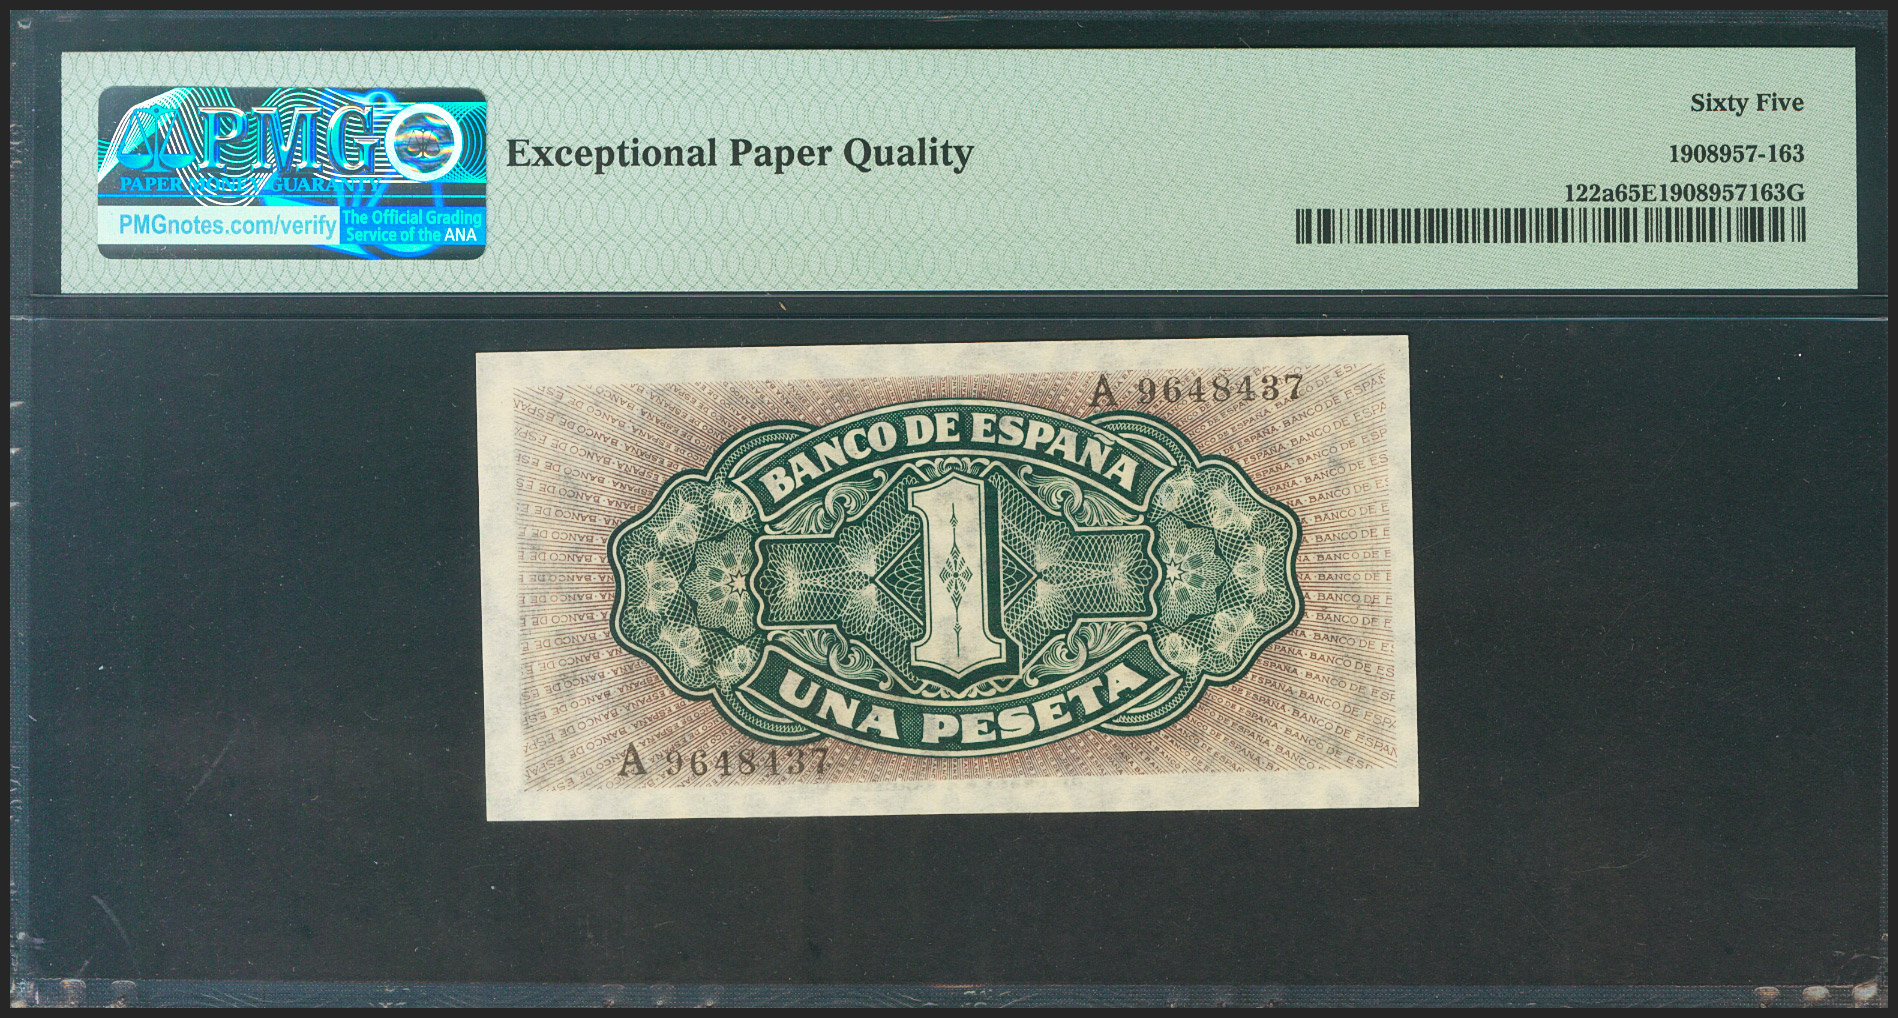 PMG
PAPER MONEY GUARANTY
PMGnotes.com/verify
The Official Grading
Service of the ANA
Exceptional Paper Quality
Sixty Five
1908957-163
122a65E1908957163G
A 9648437
BANCO DE ESPAÑA
1
UNA PESETA
A 9648437